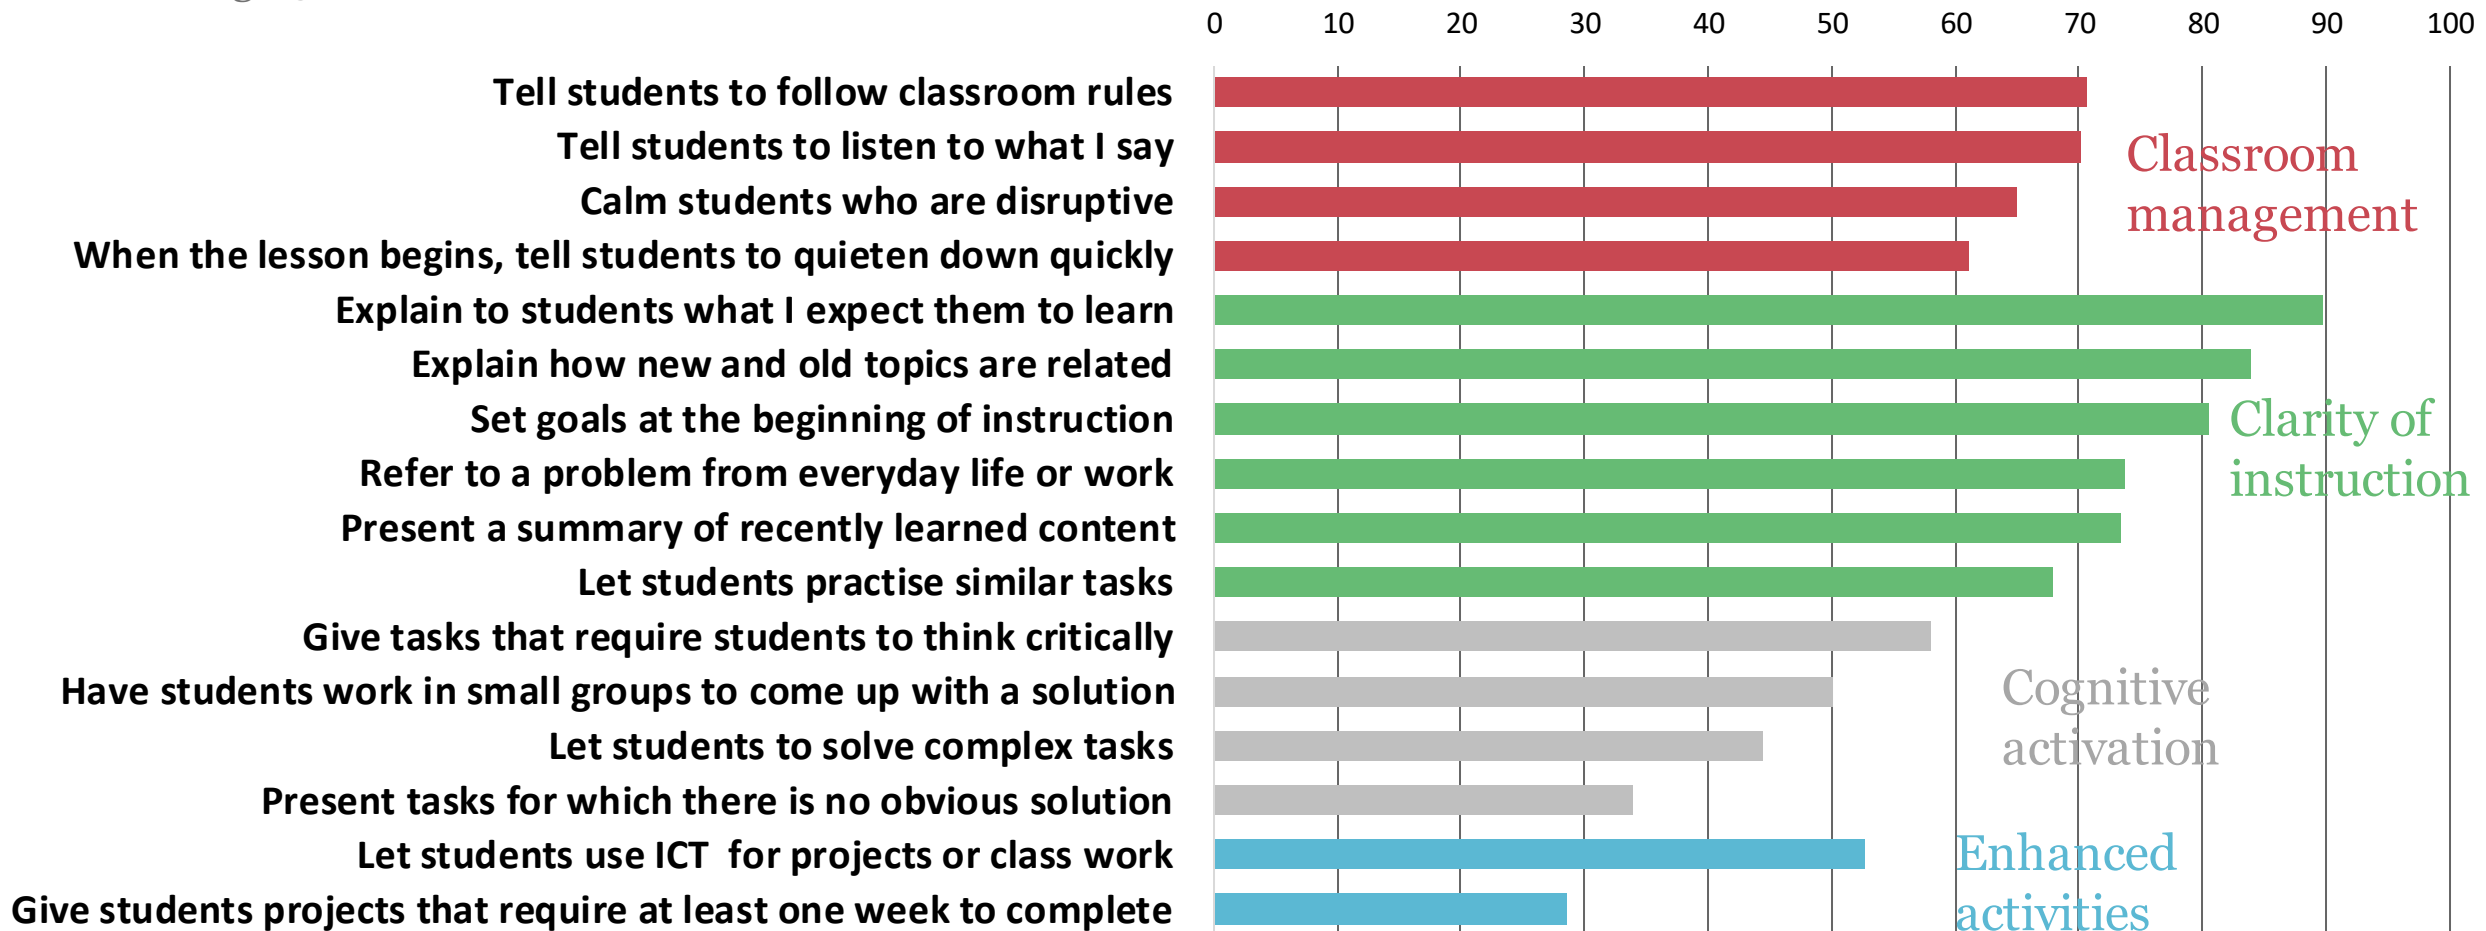 0 10 20 30 40 50 60 70 80 90 100
Tell students to follow classroom rules
Tell students to listen to what I say
Calm students who are disruptive
When the lesson begins, tell students to quieten down quickly
Classroom
management
Explain to students what I expect them to learn
Explain how new and old topics are related
Set goals at the beginning of instruction
Refer to a problem from everyday life or work
Present a summary of recently learned content
Let students practise similar tasks
Clarity of
instruction
Give tasks that require students to think critically
Have students work in small groups to come up with a solution
Let students to solve complex tasks
Present tasks for which there is no obvious solution
Cognitive
activation
Let students use ICT  for projects or class work
Give students projects that require at least one week to complete
Enhanced
activities